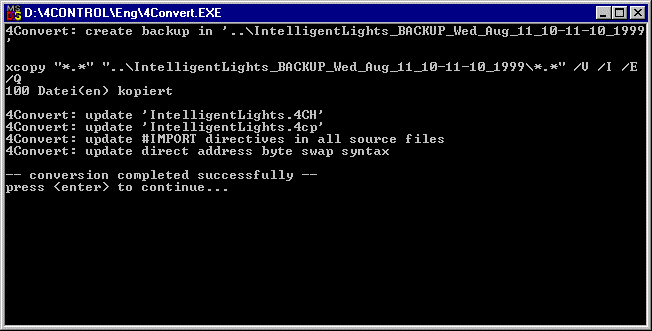 D:\4CONTROL\Eng\4Convert.EXE
4Convert: create backup in '..\IntelligentLights_BACKUP_Wed_Aug_11_10-11-10_1999
'
xcopy "*.*" "..\IntelligentLights_BACKUP_Wed_Aug_11_10-11-10_1999\*.*" /V /I /E
/Q
100 Datei(en) kopiert
4Convert: update 'IntelligentLights.4CH'
4Convert: update 'IntelligentLights.4cp'
4Convert: update #IMPORT directives in all source files
4Convert: update direct address byte swap syntax
-- conversion completed successfully --
press <enter> to continue...